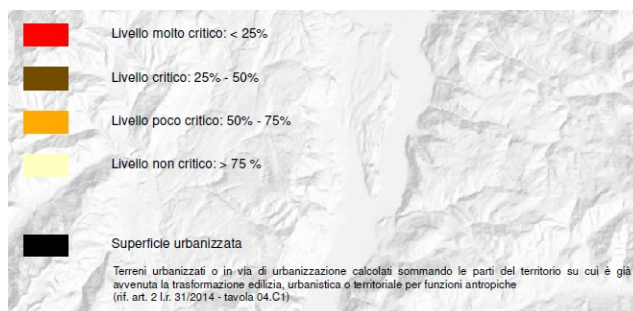 Livello molto critico: < 25%
Livello critico: 25% - 50%
Livello poco critico: 50% - 75%
Livello non critico: > 75 %
Superficie urbanizzata
Terreni urbanizzati o in via di urbanizzazione calcolati sommando le parti del territorio su cui è già
avvenuta la trasformazione edilizia, urbanistica o territoriale per funzioni antropiche
(rif. art. 2 l.r. 31/2014 - tavola 04.C1)